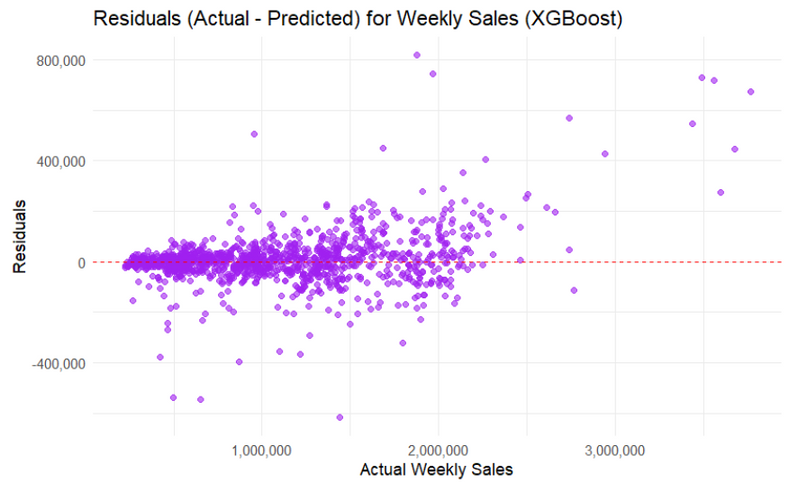 Residuals (Actual - Predicted) for Weekly Sales (XGBoost)
800,000
400,000
0
-400,000
Residuals
1,000,000 2,000,000 3,000,000
Actual Weekly Sales